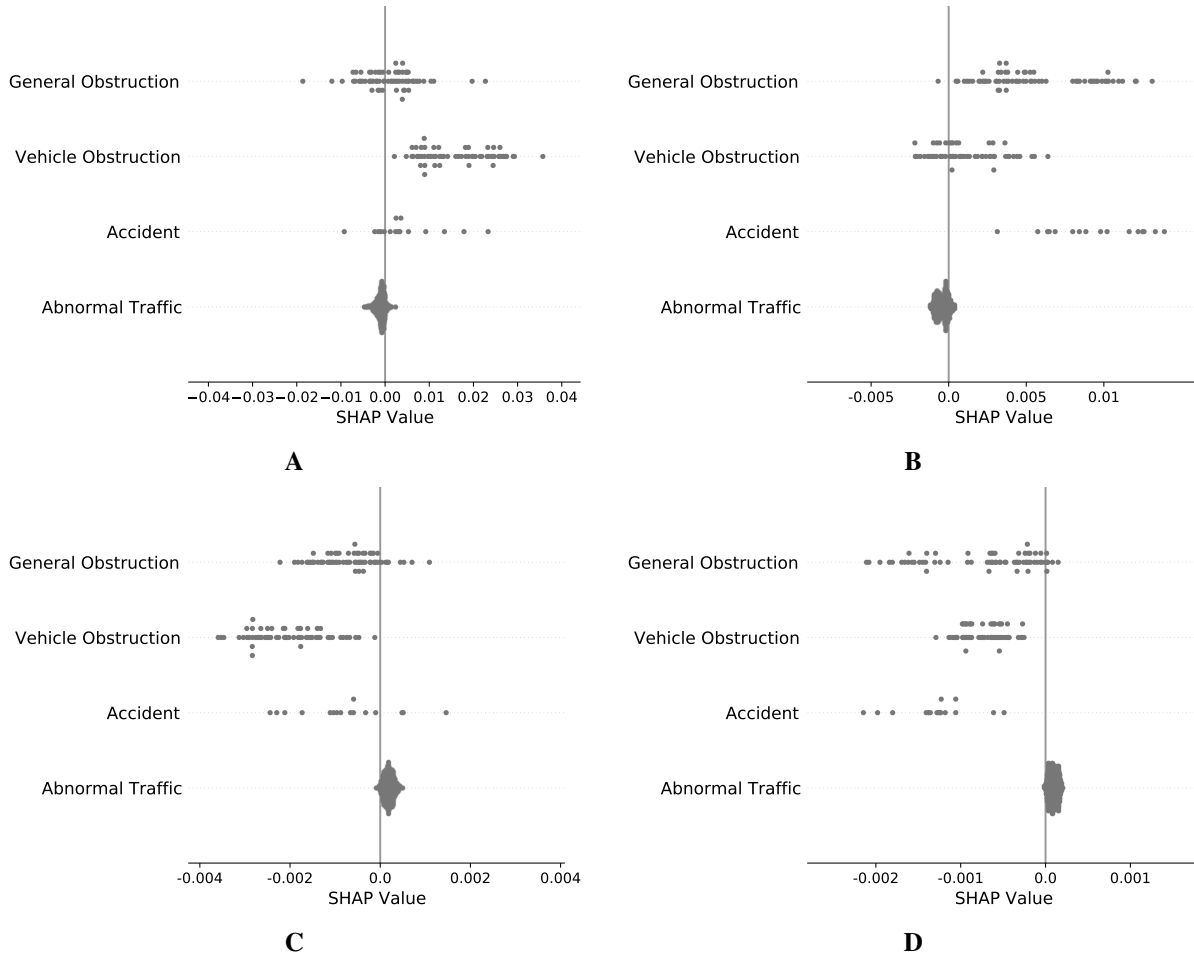 General Obstruction
Vehicle Obstruction
Accident
Abnormal Traffic
−0.04−0.03−0.02−0.01 0.00 0.01 0.02 0.03 0.04
SHAP Value
A
General Obstruction
Vehicle Obstruction
Accident
Abnormal Traffic
-0.005 0.0 0.005 0.01
SHAP Value
B
General Obstruction
Vehicle Obstruction
Accident
Abnormal Traffic
-0.004 -0.002 0.0 0.002 0.004
SHAP Value
C
General Obstruction
Vehicle Obstruction
Accident
Abnormal Traffic
-0.002 -0.001 0.0 0.001
SHAP Value
D